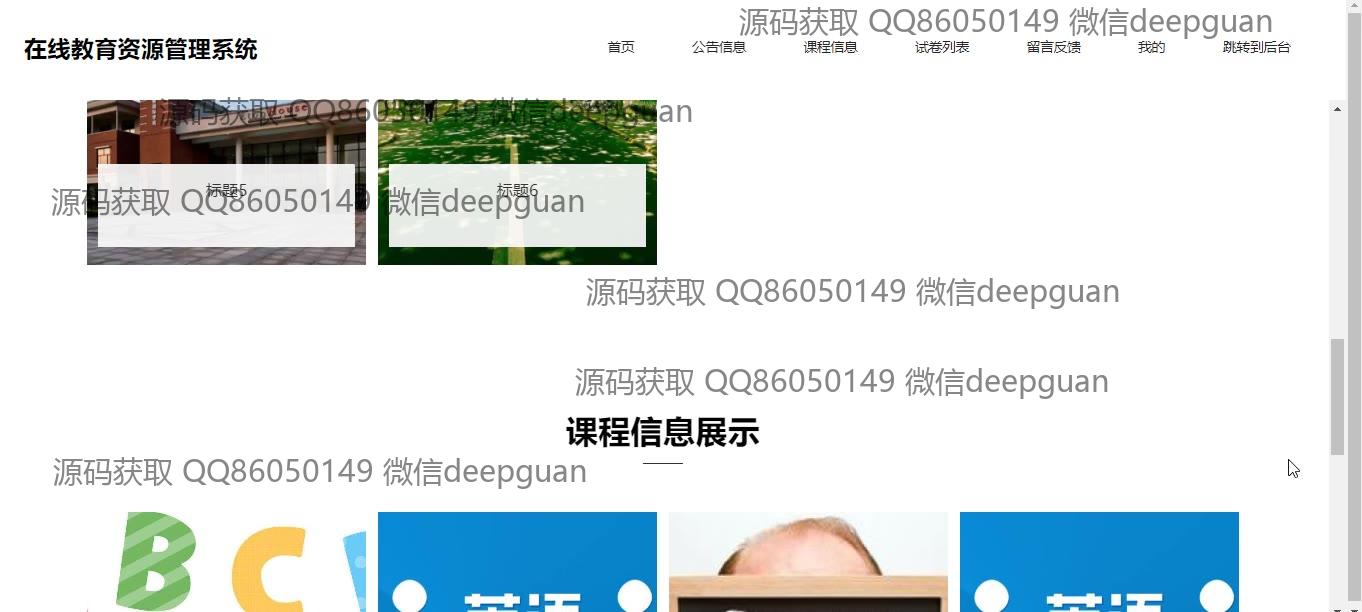 源码获取 QQ86050149 微信deepguan
在线教育资源管理系统
首页 公告信息 课程信息 试卷列表 留言反馈 我的 跳转到后台
源码获取 QQ86050149 微信deepguan
House
标题5 标题6
源码获取 QQ86050149 微信deepguan
源码获取 QQ86050149 微信deepguan
源码获取 QQ86050149 微信deepguan
课程信息展示
源码获取 QQ86050149 微信deepguan
B C
英语 英语